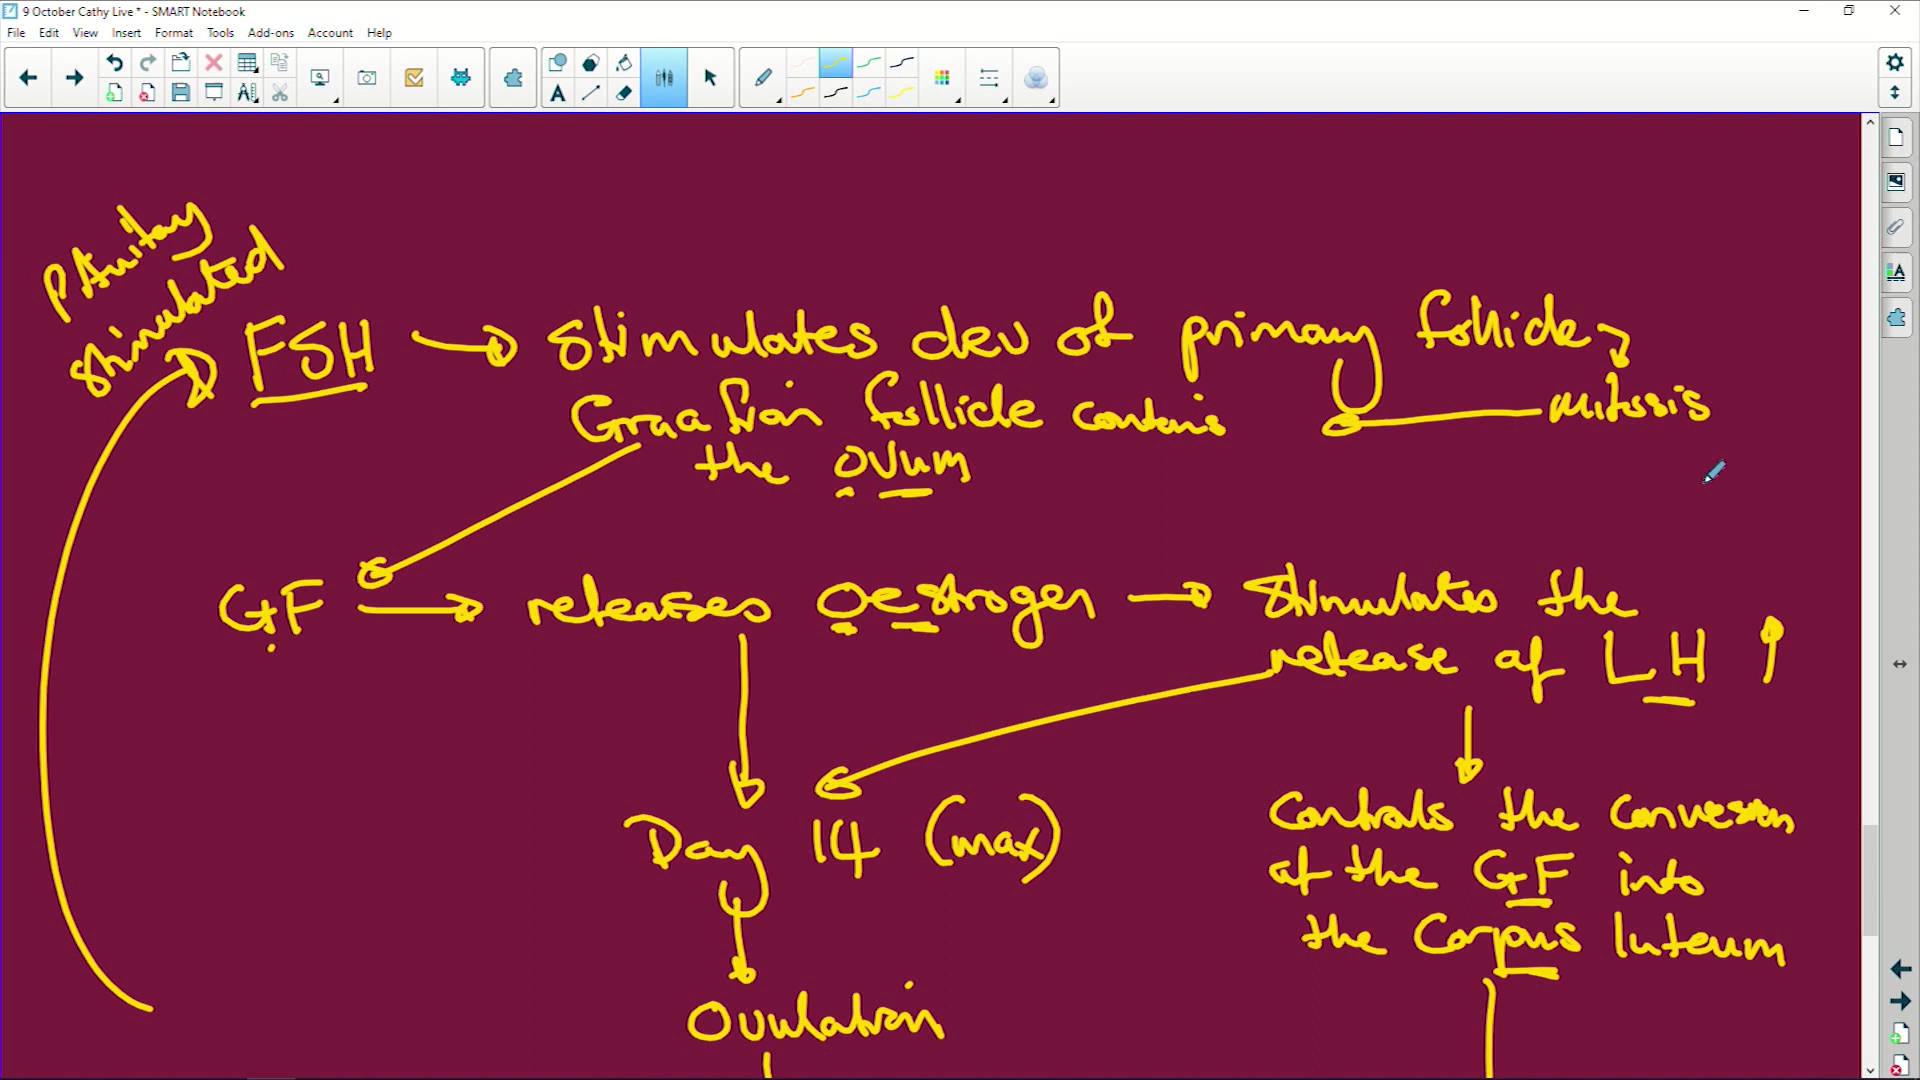 9 October Cathy Live * - SMART Notebook
File Edit View Insert Format Tools Add-ons Account Help
Pituitary
Stimulated
FSH → Stimulates dev of primary follicle
mitosis
Graafian follicle contains
the ovum
GF → releases oestrogen → stimulates the
release of LH ↑
Day 14 (max)
Controls the conversion
of the GF into
the Corpus luteum
Ovulation